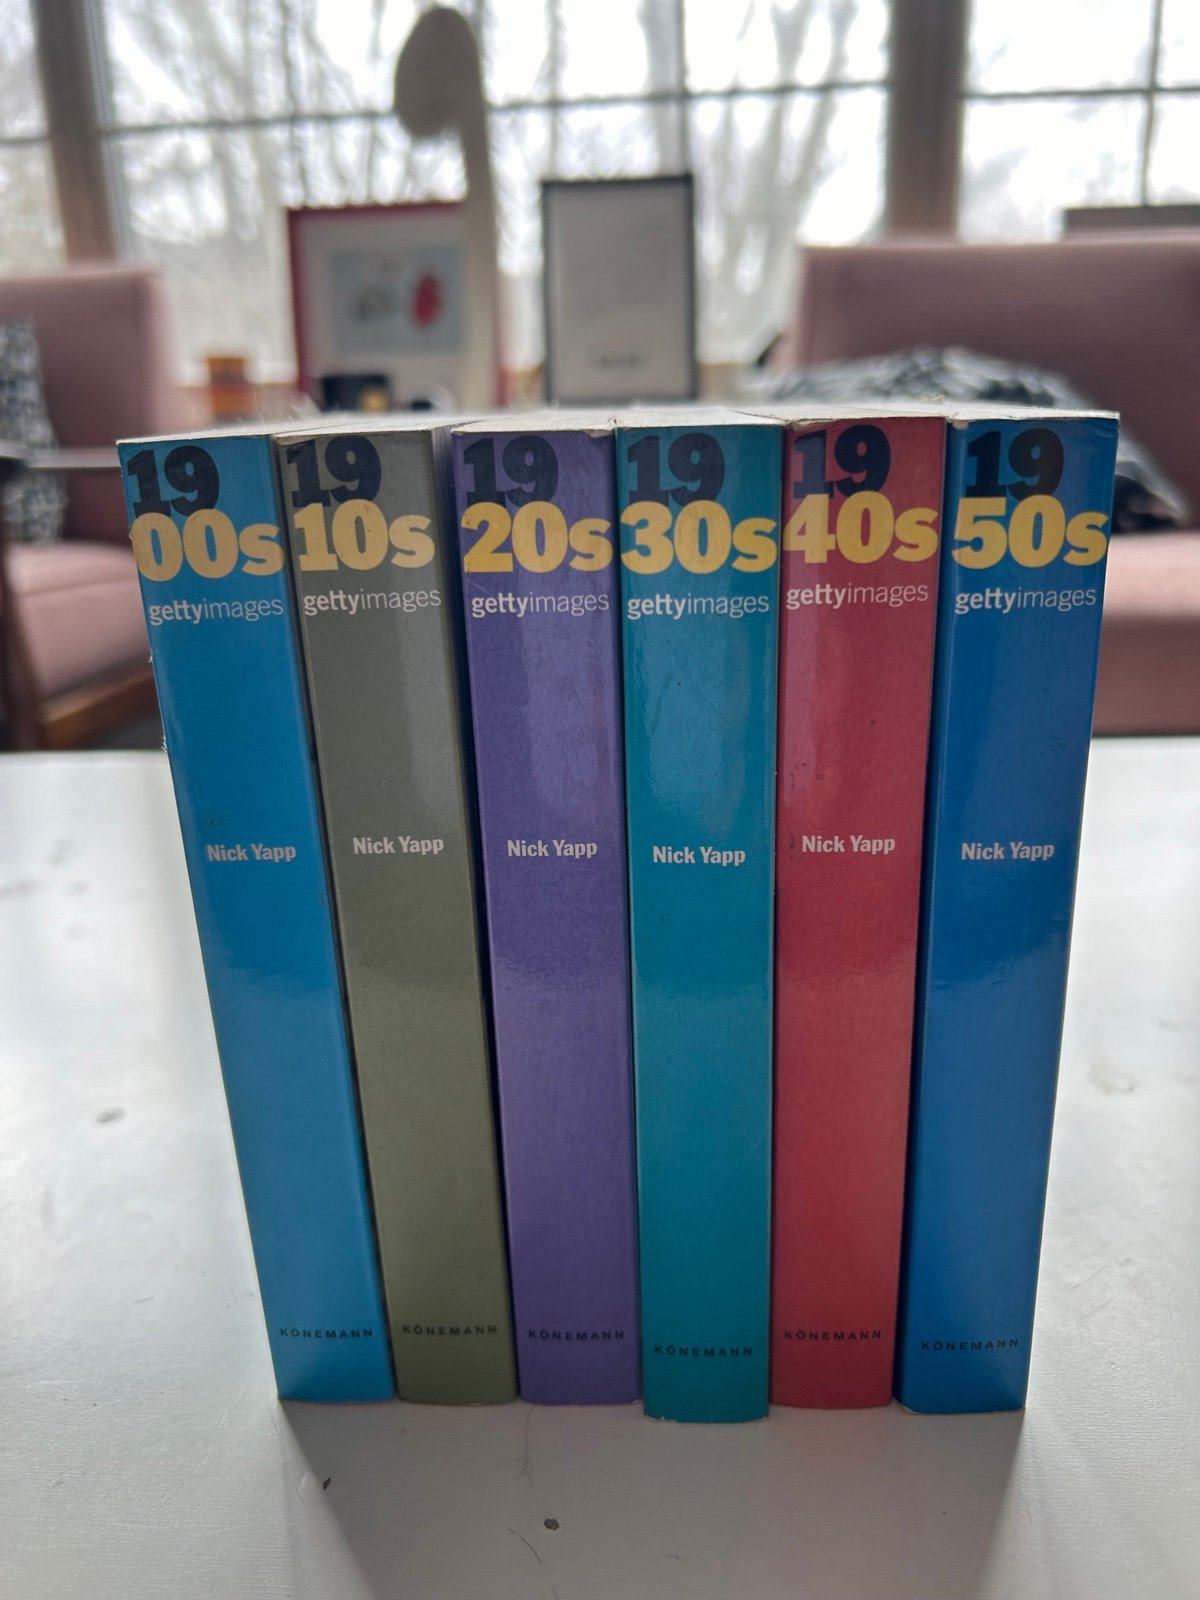 19
00s
gettyimages
Nick Yapp
KÖNEMANN
19
10s
gettyimages
Nick Yapp
KÖNEMANN
19
20s
gettyimages
Nick Yapp
KÖNEMANN
19
30s
gettyimages
Nick Yapp
KÖNEMANN
19
40s
gettyimages
Nick Yapp
KÖNEMANN
19
50s
gettyimages
Nick Yapp
KÖNEMANN